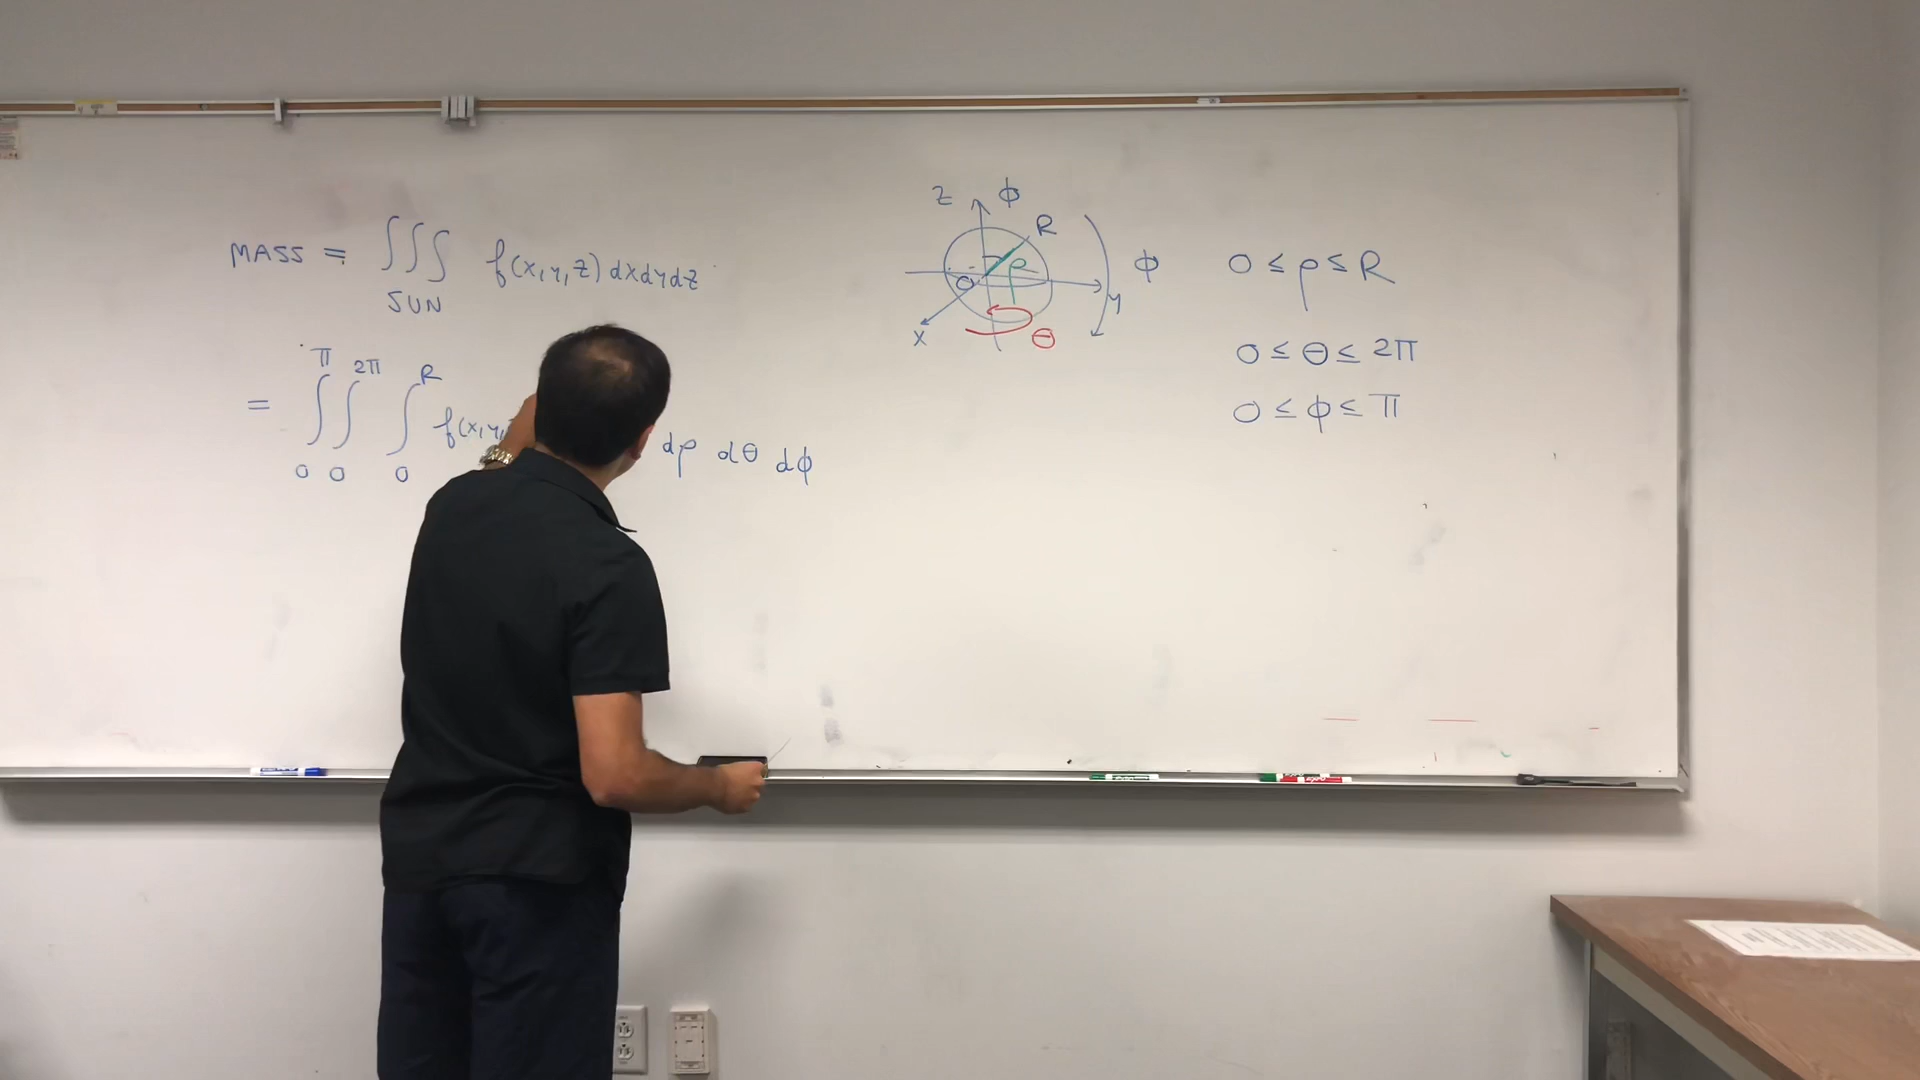 MASS = ∫∫∫ f(x,y,z) dxdydz
SUN
= ∫∫ ∫ f(x,y, dρ dθ dϕ
π 2π R
0 0 0
z ϕ
R
ρ
O
x
y
θ
ϕ
0 ≤ ρ ≤ R
0 ≤ θ ≤ 2π
0 ≤ ϕ ≤ π